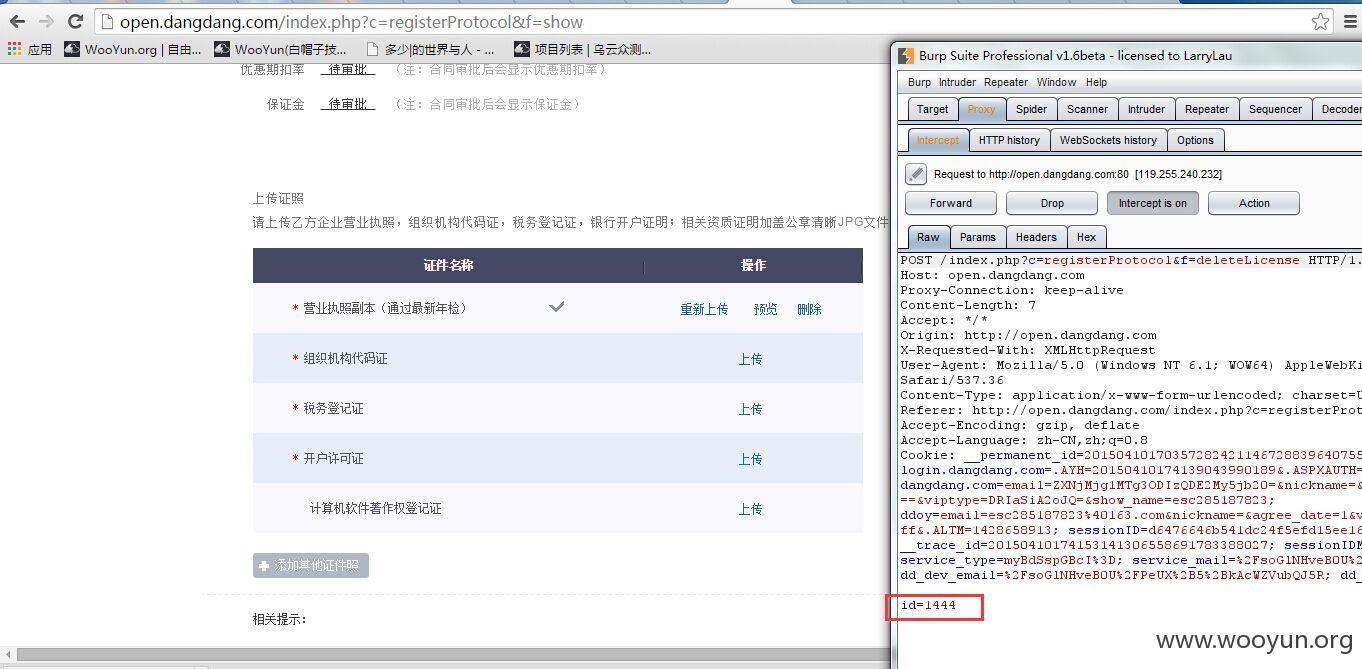 open.dangdang.com/index.php?c=registerProtocol&f=show
应用 WooYun.org | 自由... WooYun(白帽子技... 多少|的世界与人 - ... 项目列表 | 乌云众测...
优惠期扣率 待审批 （注：合同审批后会显示优惠期扣率）
保证金 待审批 （注：合同审批后会显示保证金）
上传证照
请上传乙方企业营业执照，组织机构代码证，税务登记证，银行开户证明；相关资质证明加盖公章清晰JPG文件
证件名称 操作
* 营业执照副本（通过最新年检） 重新上传 预览 删除
* 组织机构代码证 上传
* 税务登记证 上传
* 开户许可证 上传
计算机软件著作权登记证 上传
添加其他证件照
相关提示：
Burp Suite Professional v1.6beta - licensed to LarryLau
Burp Intruder Repeater Window Help
Target Proxy Spider Scanner Intruder Repeater Sequencer Decoder
Intercept HTTP history WebSockets history Options
Request to http://open.dangdang.com:80 [119.255.240.232]
Forward Drop Intercept is on Action
Raw Params Headers Hex
POST /index.php?c=registerProtocol&f=deleteLicense HTTP/1.
Host: open.dangdang.com
Proxy-Connection: keep-alive
Content-Length: 7
Accept: */*
Origin: http://open.dangdang.com
X-Requested-With: XMLHttpRequest
User-Agent: Mozilla/5.0 (Windows NT 6.1; WOW64) AppleWebKi
Safari/537.36
Content-Type: application/x-www-form-urlencoded; charset=U
Referer: http://open.dangdang.com/index.php?c=registerProt
Accept-Encoding: gzip, deflate
Accept-Language: zh-CN,zh;q=0.8
Cookie: __permanent_id=20150410170357282421146728839640755
login.dangdang.com=.AYH=20150410174139043990189&.ASPXAUTH=
dangdang.com=email=ZXNjMjg1MTg3ODIzQDE2My5jb20=&nickname=&
==&viptype=DRIaSiA2oJQ=&show_name=esc285187823;
ddoy=email=esc285187823%40163.com&nickname=&agree_date=1&v
ff&.ALTM=1428658913; sessionID=d6476646b541dc24f5efd15ee16
__trace_id=20150410174153141306558691783388027; sessionIDM
service_type=myBdSspGBcI%3D; service_mail=%2FsoGlNHveBOU%
dd_dev_email=%2FsoGlNHveBOU%2FPeUX%2B5%2BkAcWZVubQJ5R; dd_
id=1444
www.wooyun.org